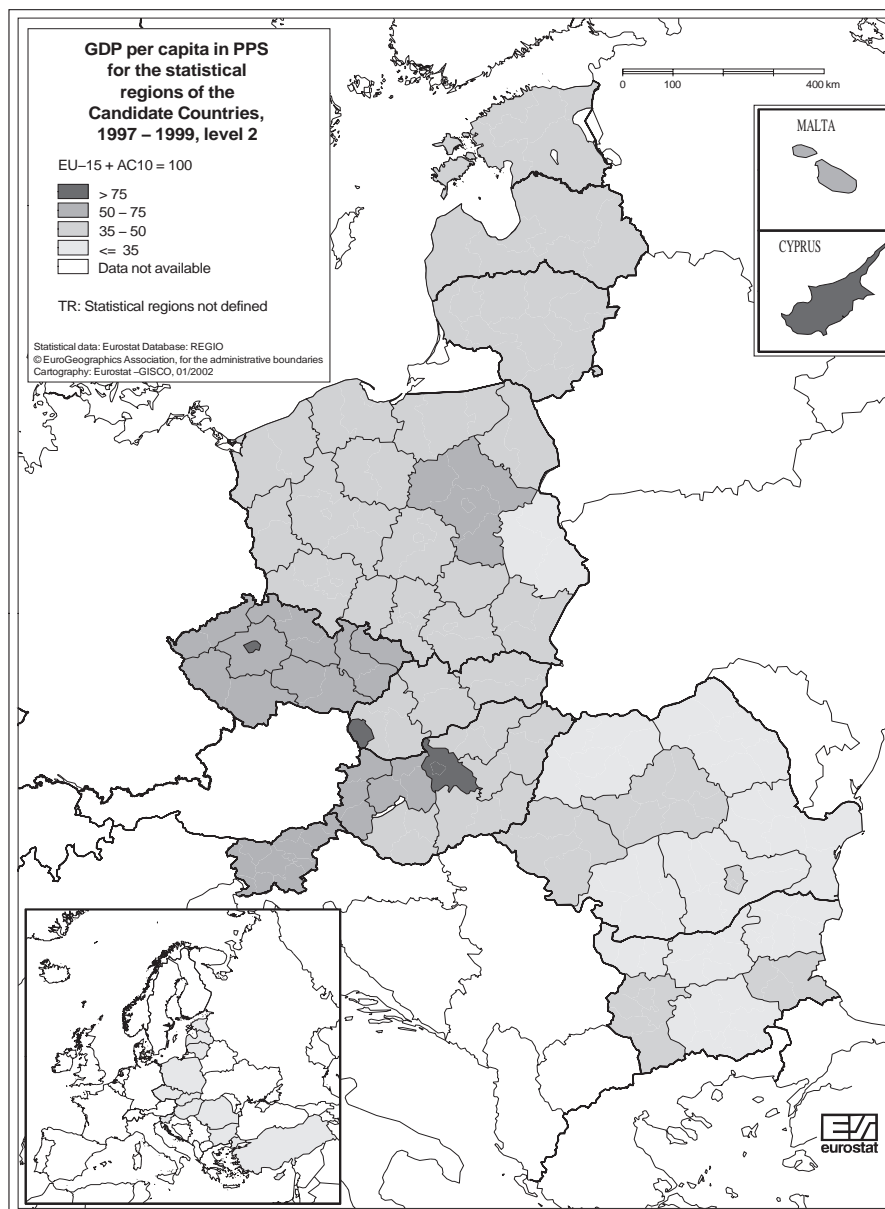 GDP per capita in PPS
for the statistical
regions of the
Candidate Countries,
1997 – 1999, level 2
EU–15 + AC10 = 100
> 75
50 – 75
35 – 50
<= 35
Data not available
TR: Statistical regions not defined
Statistical data: Eurostat Database: REGIO
© EuroGeographics Association, for the administrative boundaries
Cartography: Eurostat –GISCO, 01/2002
0 100 400 km
MALTA
CYPRUS
eurostat